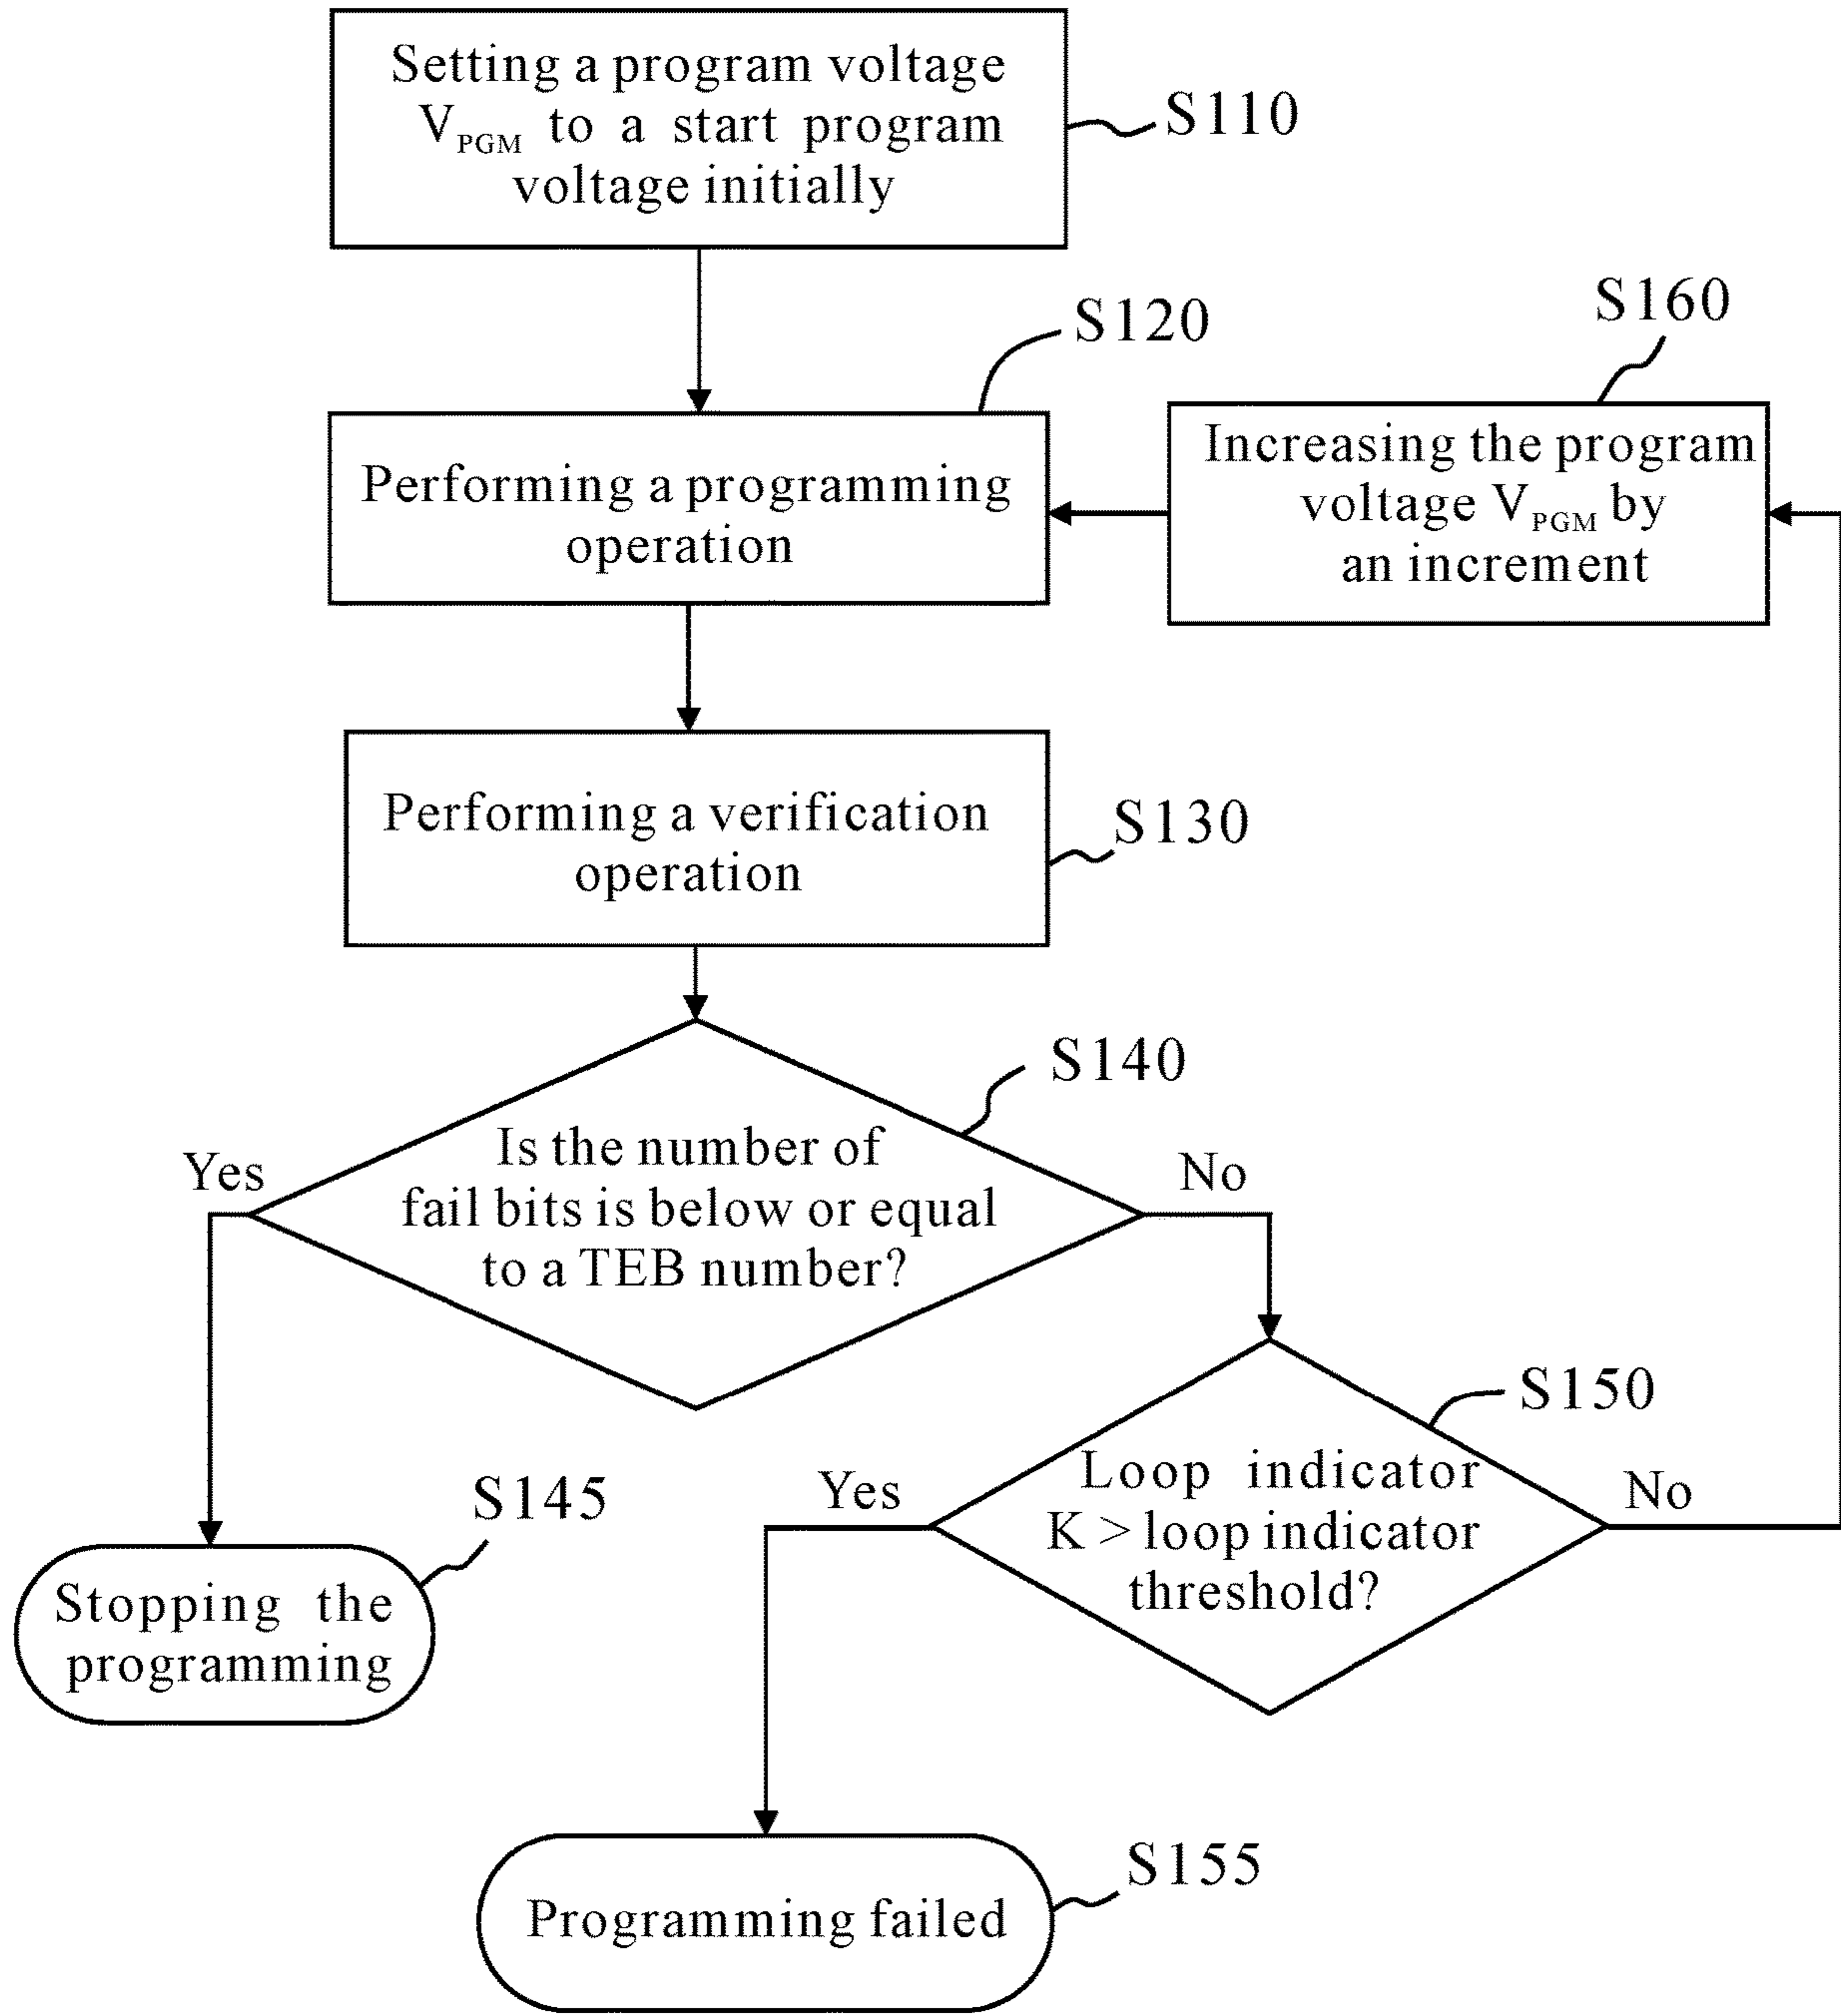 Setting a program voltage
VPGM to a start program
voltage initially
S110
S120
S160
Performing a programming
operation
Increasing the program
voltage VPGM by
an increment
Performing a verification
operation
S130
S140
Is the number of
fail bits is below or equal
to a TEB number?
Yes
No
S150
Loop indicator
K > loop indicator
threshold?
Yes
No
S145
Stopping the
programming
S155
Programming failed